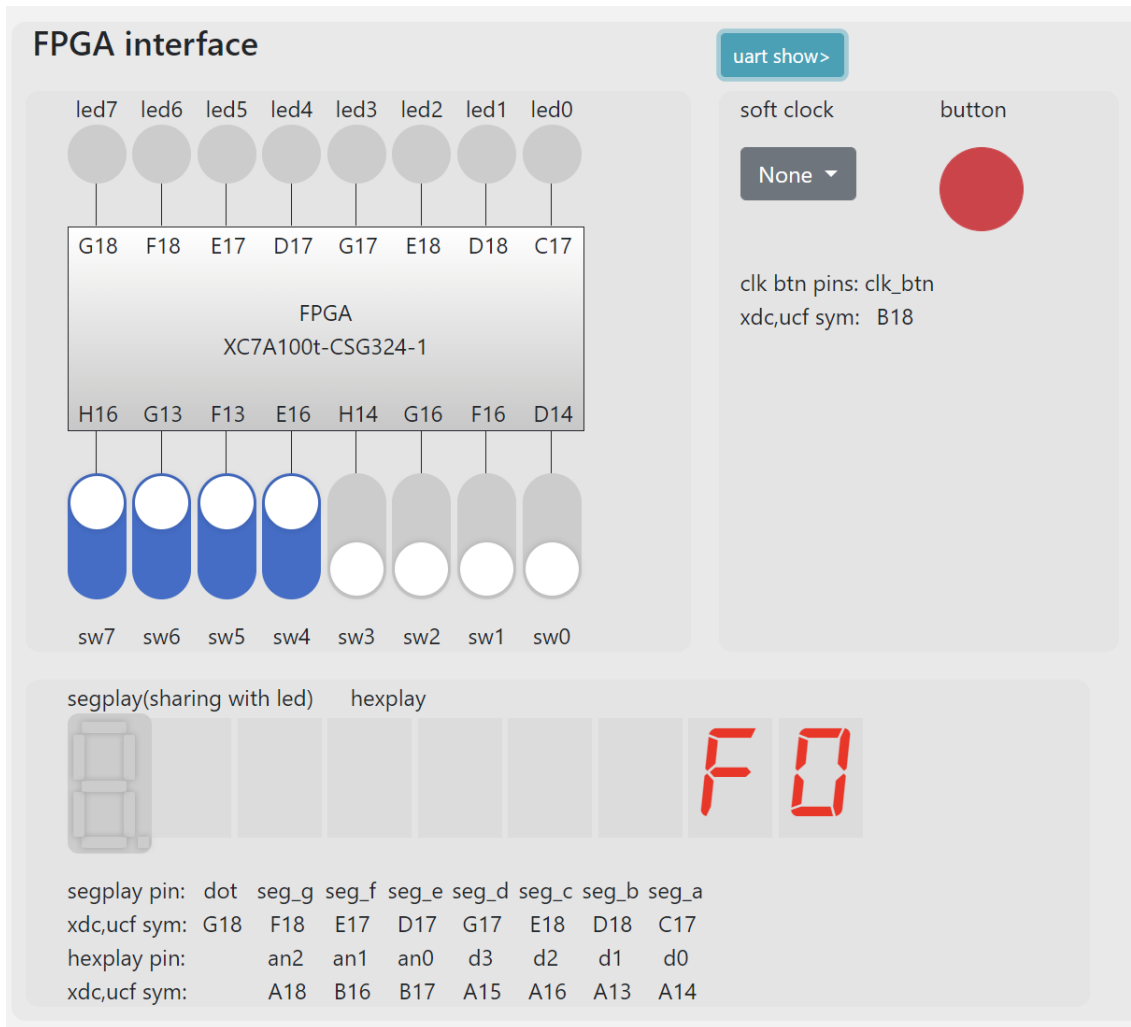 FPGA interface
uart show>
led7 led6 led5 led4 led3 led2 led1 led0
soft clock button
None
G18 F18 E17 D17 G17 E18 D18 C17
FPGA
XC7A100t-CSG324-1
H16 G13 F13 E16 H14 G16 F16 D14
clk btn pins: clk_btn
xdc,ucf sym: B18
sw7 sw6 sw5 sw4 sw3 sw2 sw1 sw0
segplay(sharing with led) hexplay
F0
segplay pin: dot seg_g seg_f seg_e seg_d seg_c seg_b seg_a
xdc,ucf sym: G18 F18 E17 D17 G17 E18 D18 C17
hexplay pin: an2 an1 an0 d3 d2 d1 d0
xdc,ucf sym: A18 B16 B17 A15 A16 A13 A14